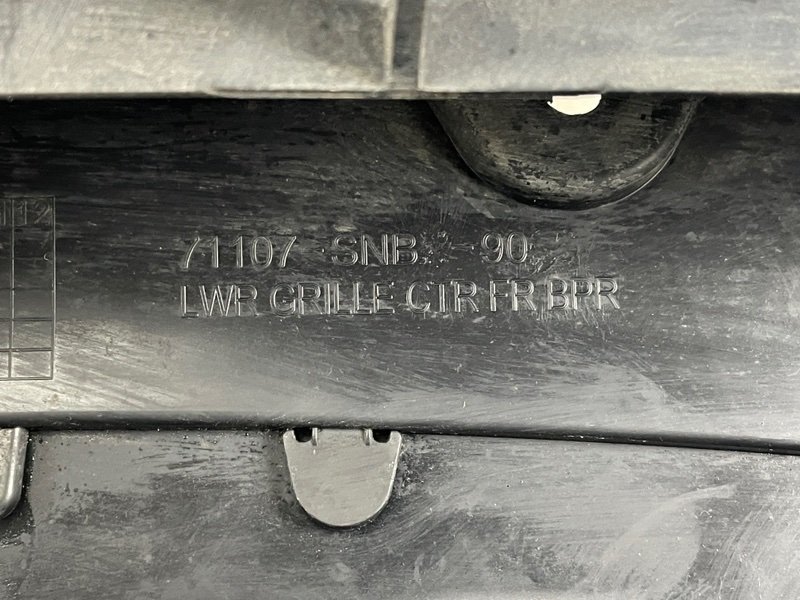 71107 SNB -90
LWR GRILLE CTR FR BPR